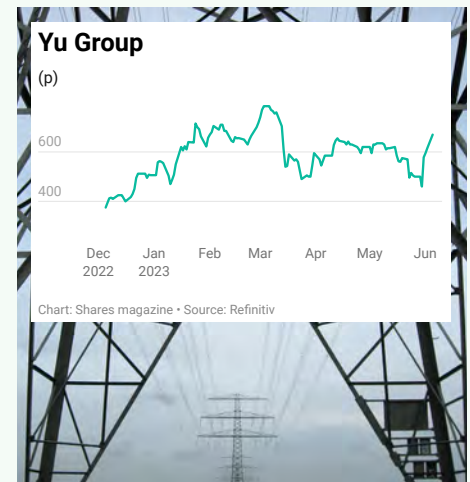 Yu Group
(p)
600
400
Dec Jan Feb Mar Apr May Jun
2022 2023
Chart: Shares magazine • Source: Refinitiv